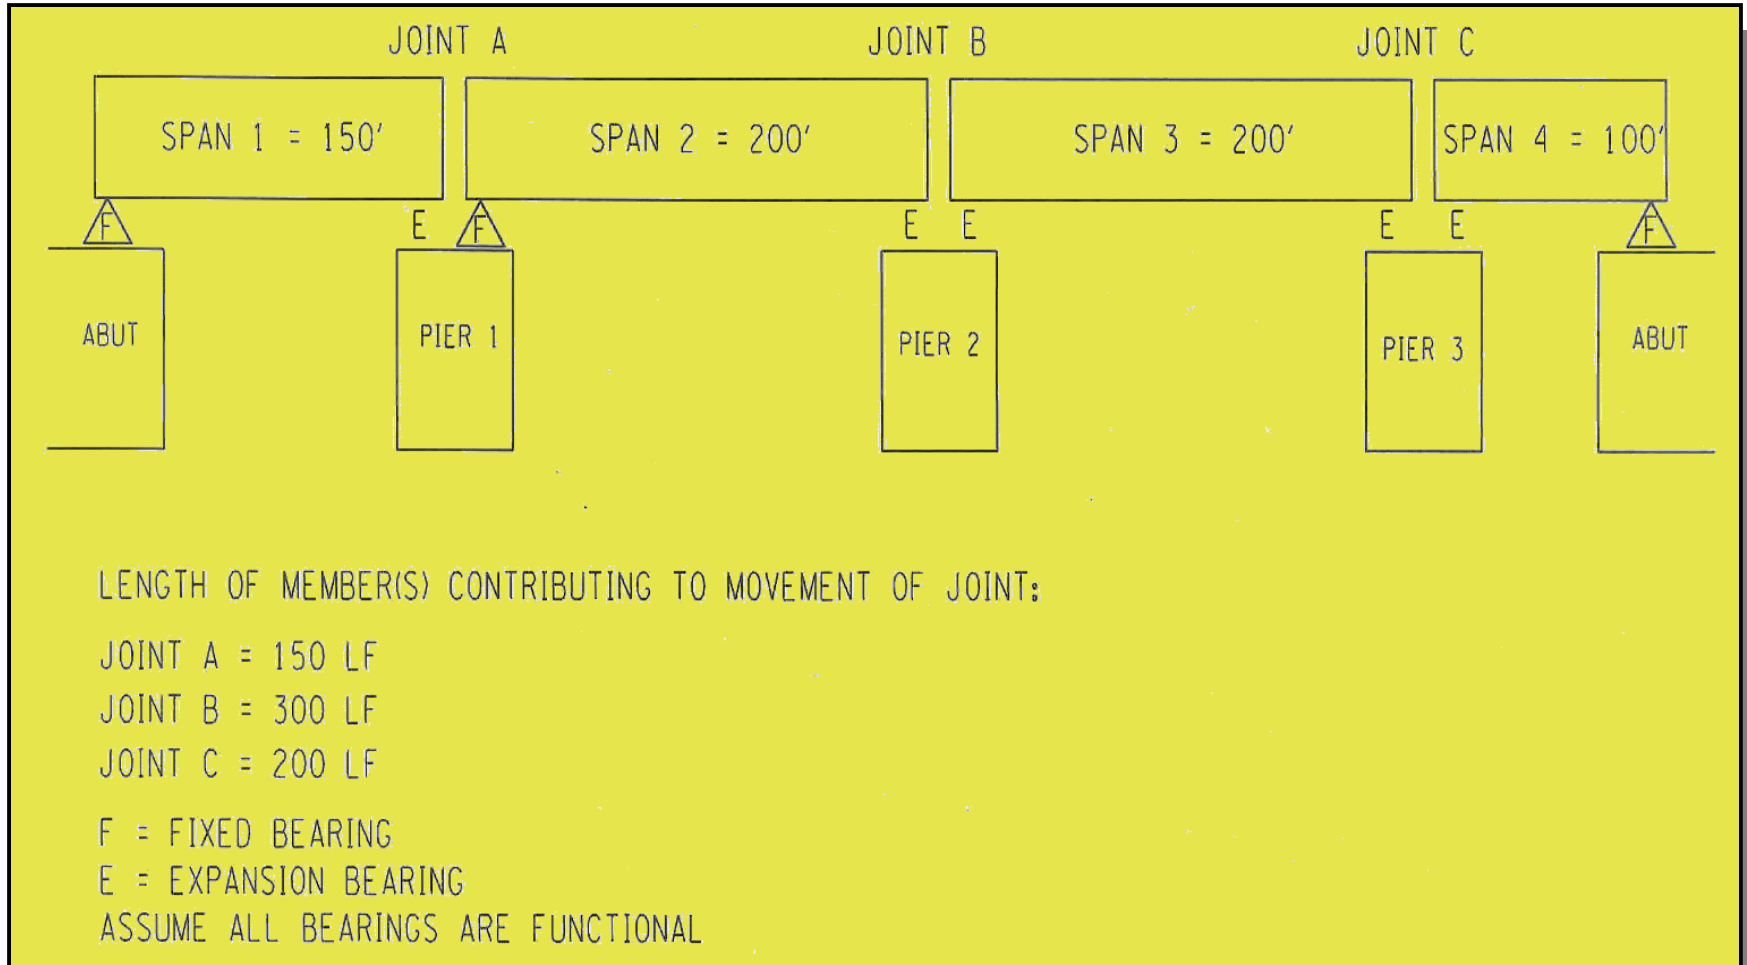 JOINT A JOINT B JOINT C
SPAN 1 = 150' SPAN 2 = 200' SPAN 3 = 200' SPAN 4 = 100'
F E F E E E E F
ABUT PIER 1 PIER 2 PIER 3 ABUT
LENGTH OF MEMBER(S) CONTRIBUTING TO MOVEMENT OF JOINT:
JOINT A = 150 LF
JOINT B = 300 LF
JOINT C = 200 LF
F = FIXED BEARING
E = EXPANSION BEARING
ASSUME ALL BEARINGS ARE FUNCTIONAL